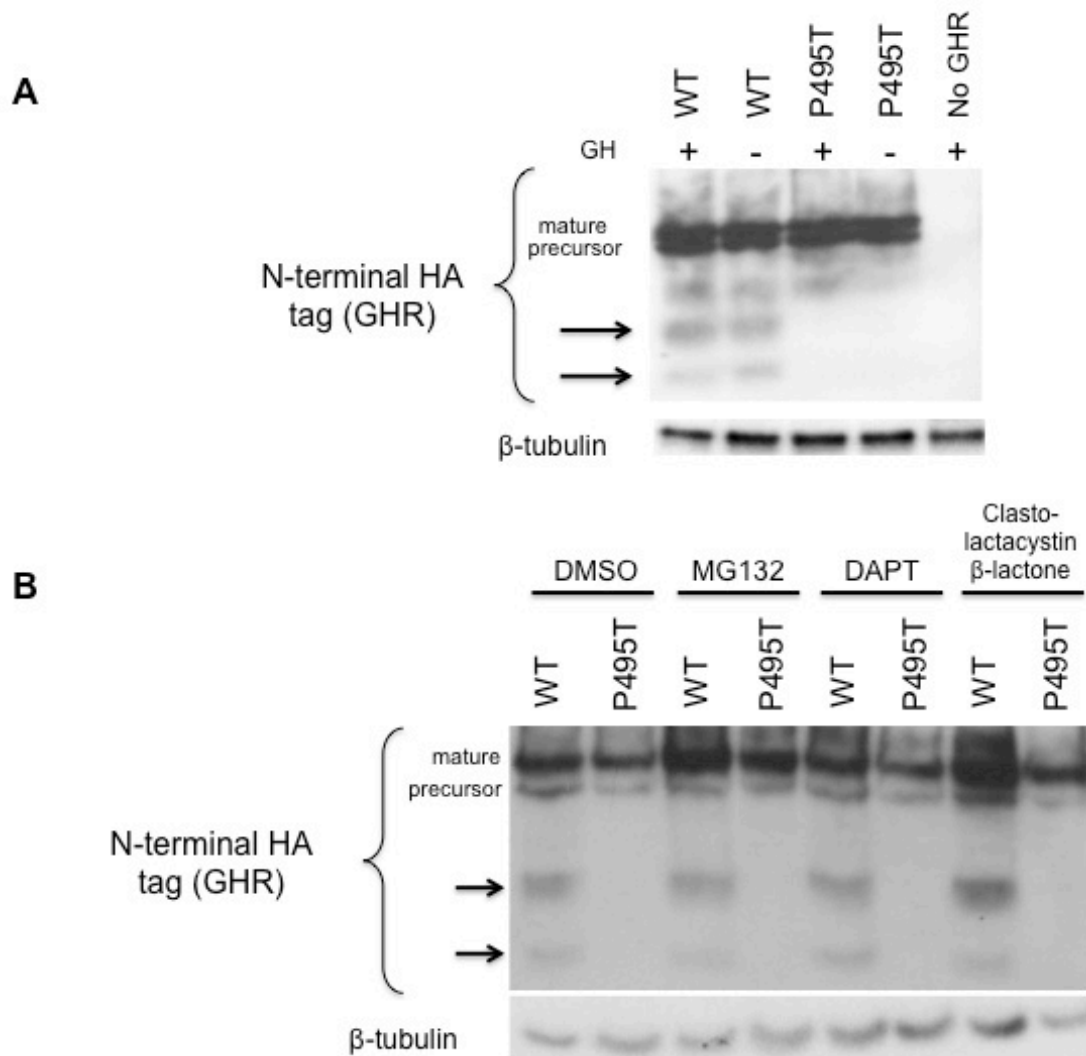 A
WT
WT
P495T
P495T
No GHR
GH
+
-
+
-
+
mature
precursor
N-terminal HA
tag (GHR)
β-tubulin
B
DMSO
MG132
DAPT
Clasto-
lactacystin
β-lactone
WT
P495T
WT
P495T
WT
P495T
WT
P495T
mature
precursor
N-terminal HA
tag (GHR)
β-tubulin